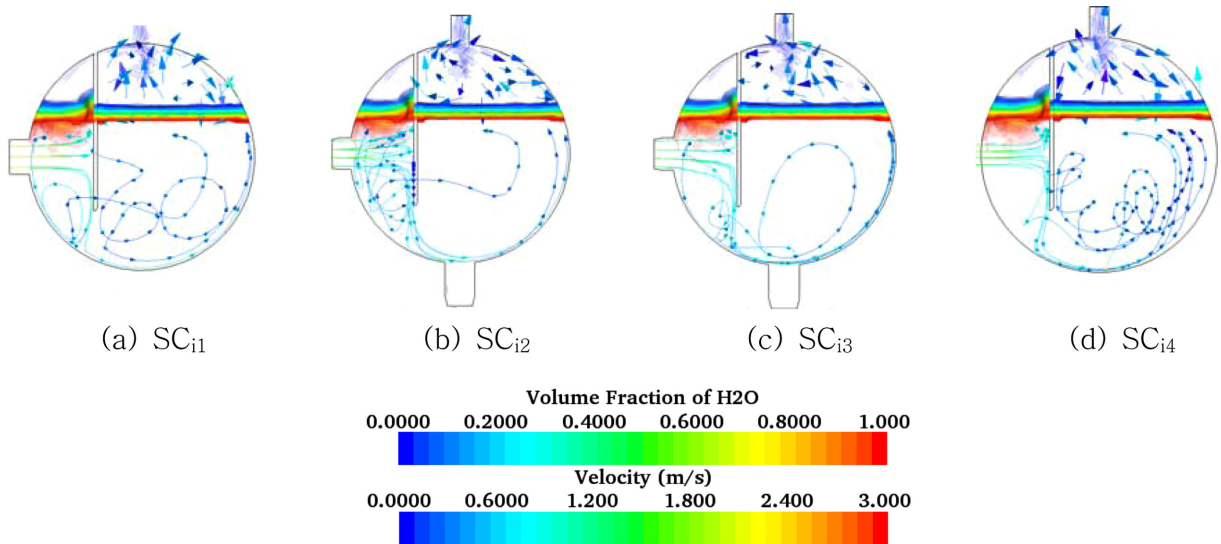 (a) SCi1 (b) SCi2 (c) SCi3 (d) SCi4
Volume Fraction of H2O
0.0000 0.2000 0.4000 0.6000 0.8000 1.000
Velocity (m/s)
0.0000 0.6000 1.200 1.800 2.400 3.000